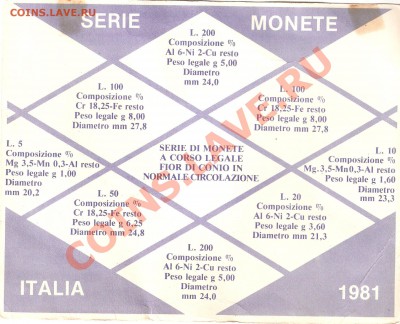 COINS.LAVE.RU
SERIE MONETE
L. 200
Composizione %
Al 6-Ni 2-Cu resto
Peso legale g 5,00
Diametro
mm 24,0
L. 100
Composizione %
Cr 18,25-Fe resto
Peso legale g 8,00
Diametro mm 27,8
L. 100
Composizione %
Cr 18,25-Fe resto
Peso legale g 8,00
Diametro mm 27,8
L. 5
Composizione %
Mg 3,5-Mn 0,3-Al resto
Peso legale g 1,00
Diametro
mm 20,2
SERIE DI MONETE
A CORSO LEGALE
FIOR DI CONIO IN
NORMALE CIRCOLAZIONE
L. 10
Composizione %
Mg.3,5-Mn0,3-Al resto
Peso legale g 1,60
Diametro
mm 23,3
L. 50
Composizione %
Cr 18,25-Fe resto
Peso legale g 6,25
Diametro mm 24,8
L. 20
Composizione %
Al 6-Ni 2-Cu resto
Peso legale g 3,60
Diametro mm 21,3
L. 200
Composizione %
Al 6-Ni 2-Cu resto
Peso legale g 5,00
Diametro
mm 24,0
ITALIA 1981
COINS.LAVE.RU